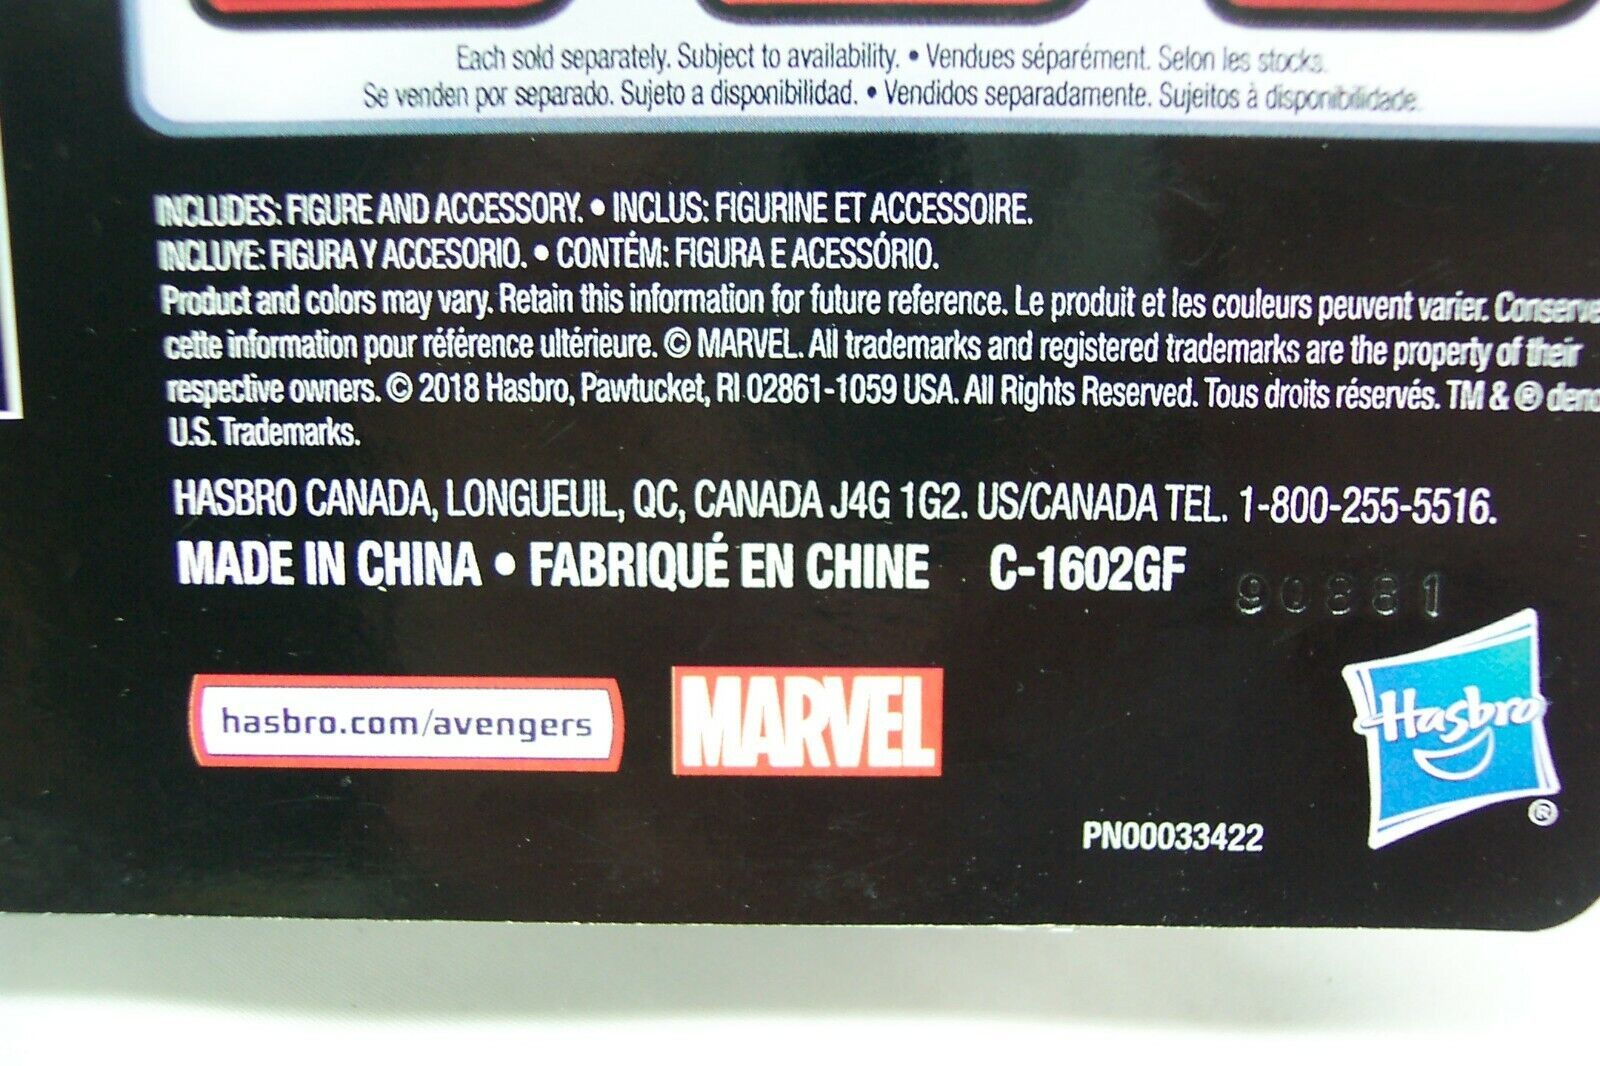 Each sold separately. Subject to availability. • Vendues séparément. Selon les stocks.
Se venden por separado. Sujeto a disponibilidad. • Vendidos separadamente. Sujeitos à disponibilidade.
INCLUDES: FIGURE AND ACCESSORY. • INCLUS: FIGURINE ET ACCESSOIRE.
INCLUYE: FIGURA Y ACCESORIO. • CONTÉM: FIGURA E ACESSÓRIO.
Product and colors may vary. Retain this information for future reference. Le produit et les couleurs peuvent varier. Conserve
cette information pour référence ultérieure. © MARVEL. All trademarks and registered trademarks are the property of their
respective owners. © 2018 Hasbro, Pawtucket, RI 02861-1059 USA. All Rights Reserved. Tous droits réservés. TM & ® deno
U.S. Trademarks.
HASBRO CANADA, LONGUEUIL, QC, CANADA J4G 1G2. US/CANADA TEL. 1-800-255-5516.
MADE IN CHINA • FABRIQUÉ EN CHINE C-1602GF 90881
hasbro.com/avengers
MARVEL
Hasbro
®
PN00033422